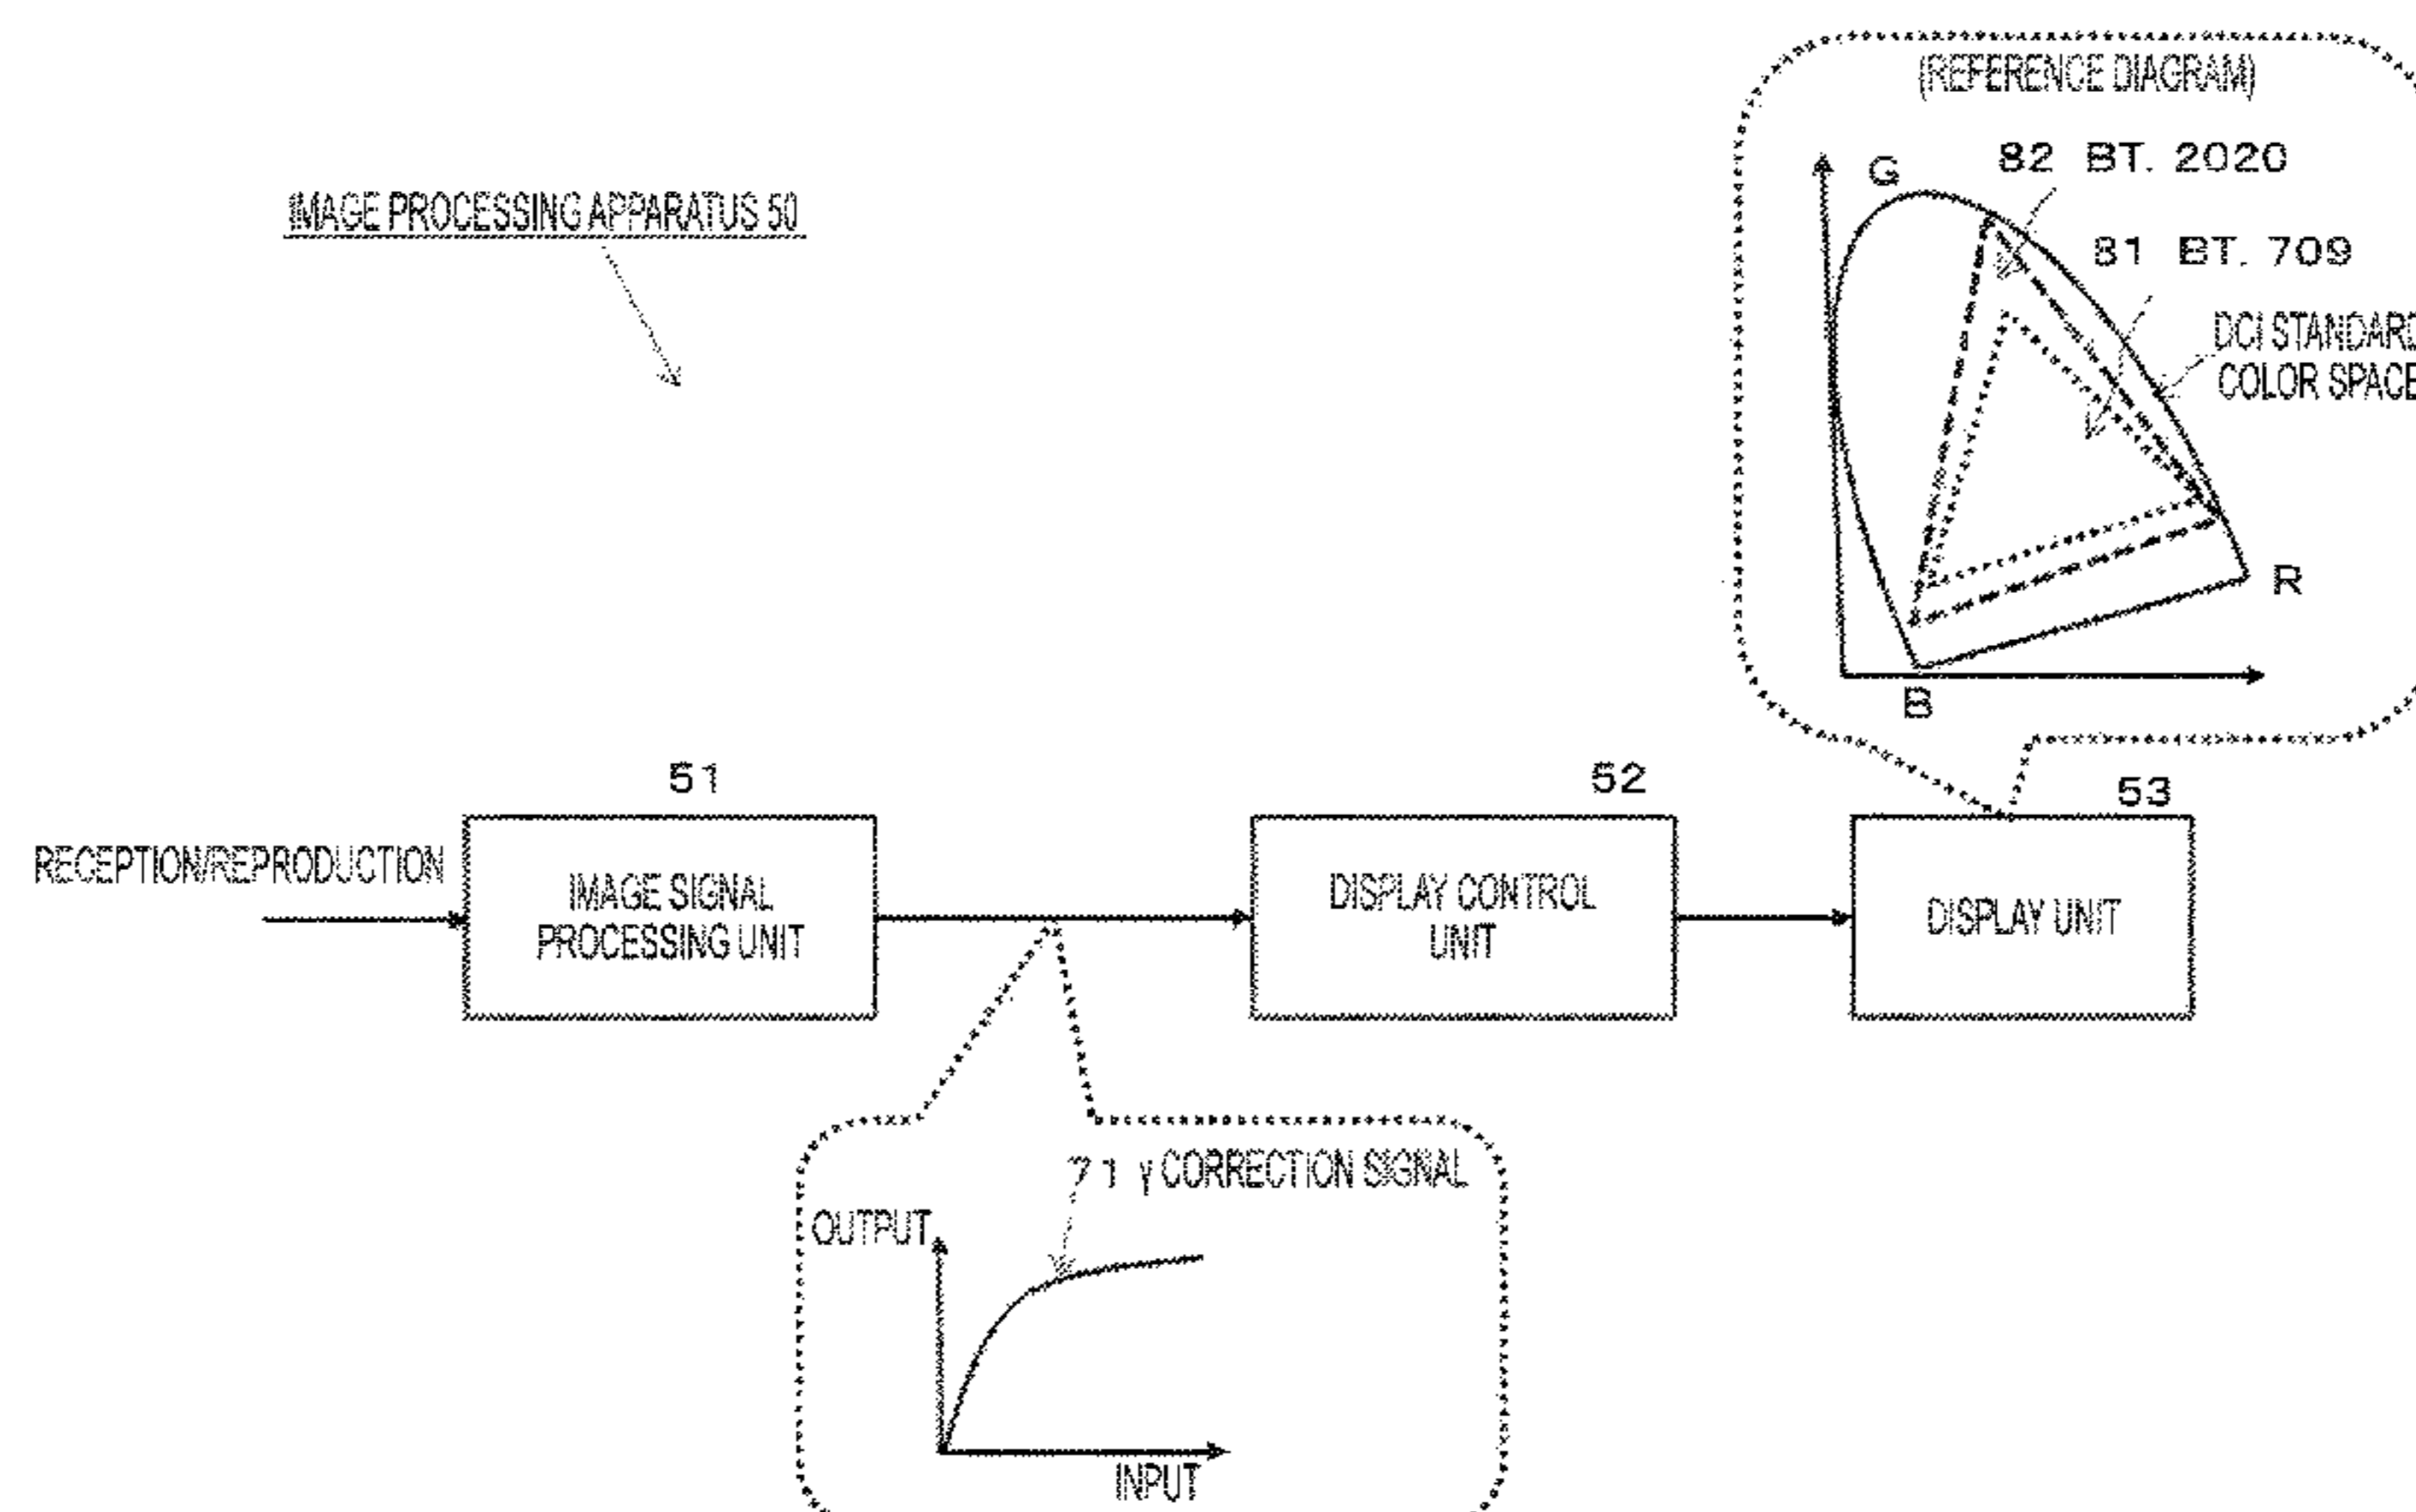 (REFERENCE DIAGRAM)
82 BT. 2020
G
IMAGE PROCESSING APPARATUS 50
81 BT. 709
DCI STANDARD
COLOR SPACE
R
B
51
52
53
RECEPTION/REPRODUCTION
IMAGE SIGNAL
PROCESSING UNIT
DISPLAY CONTROL
UNIT
DISPLAY UNIT
71 γ CORRECTION SIGNAL
OUTPUT
INPUT